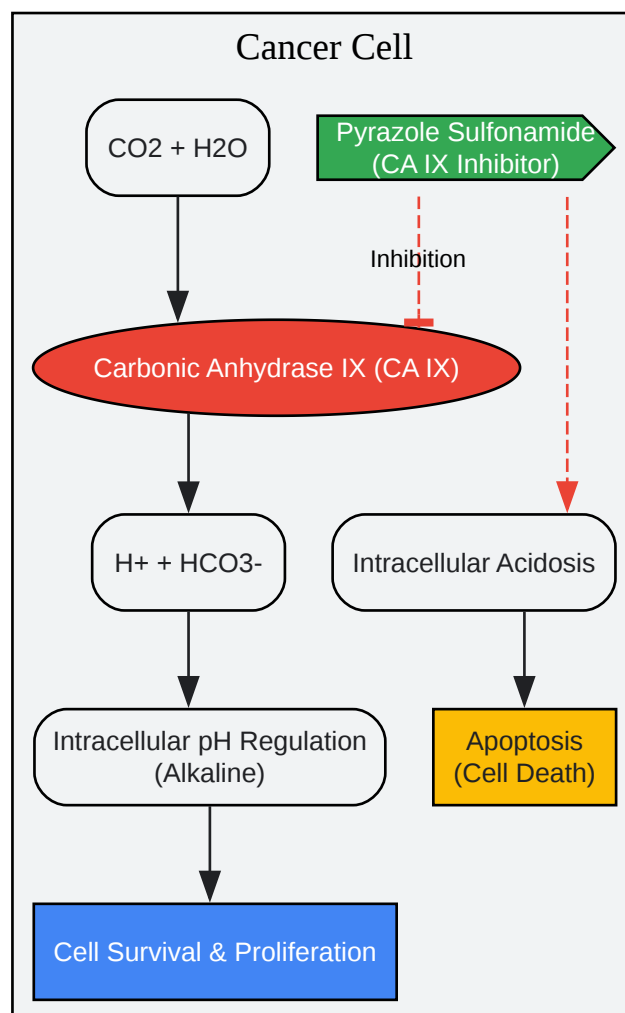 Cancer Cell
CO2 + H2O
Pyrazole Sulfonamide
(CA IX Inhibitor)
Inhibition
Carbonic Anhydrase IX (CA IX)
H+ + HCO3-
Intracellular Acidosis
Intracellular pH Regulation
(Alkaline)
Apoptosis
(Cell Death)
Cell Survival & Proliferation